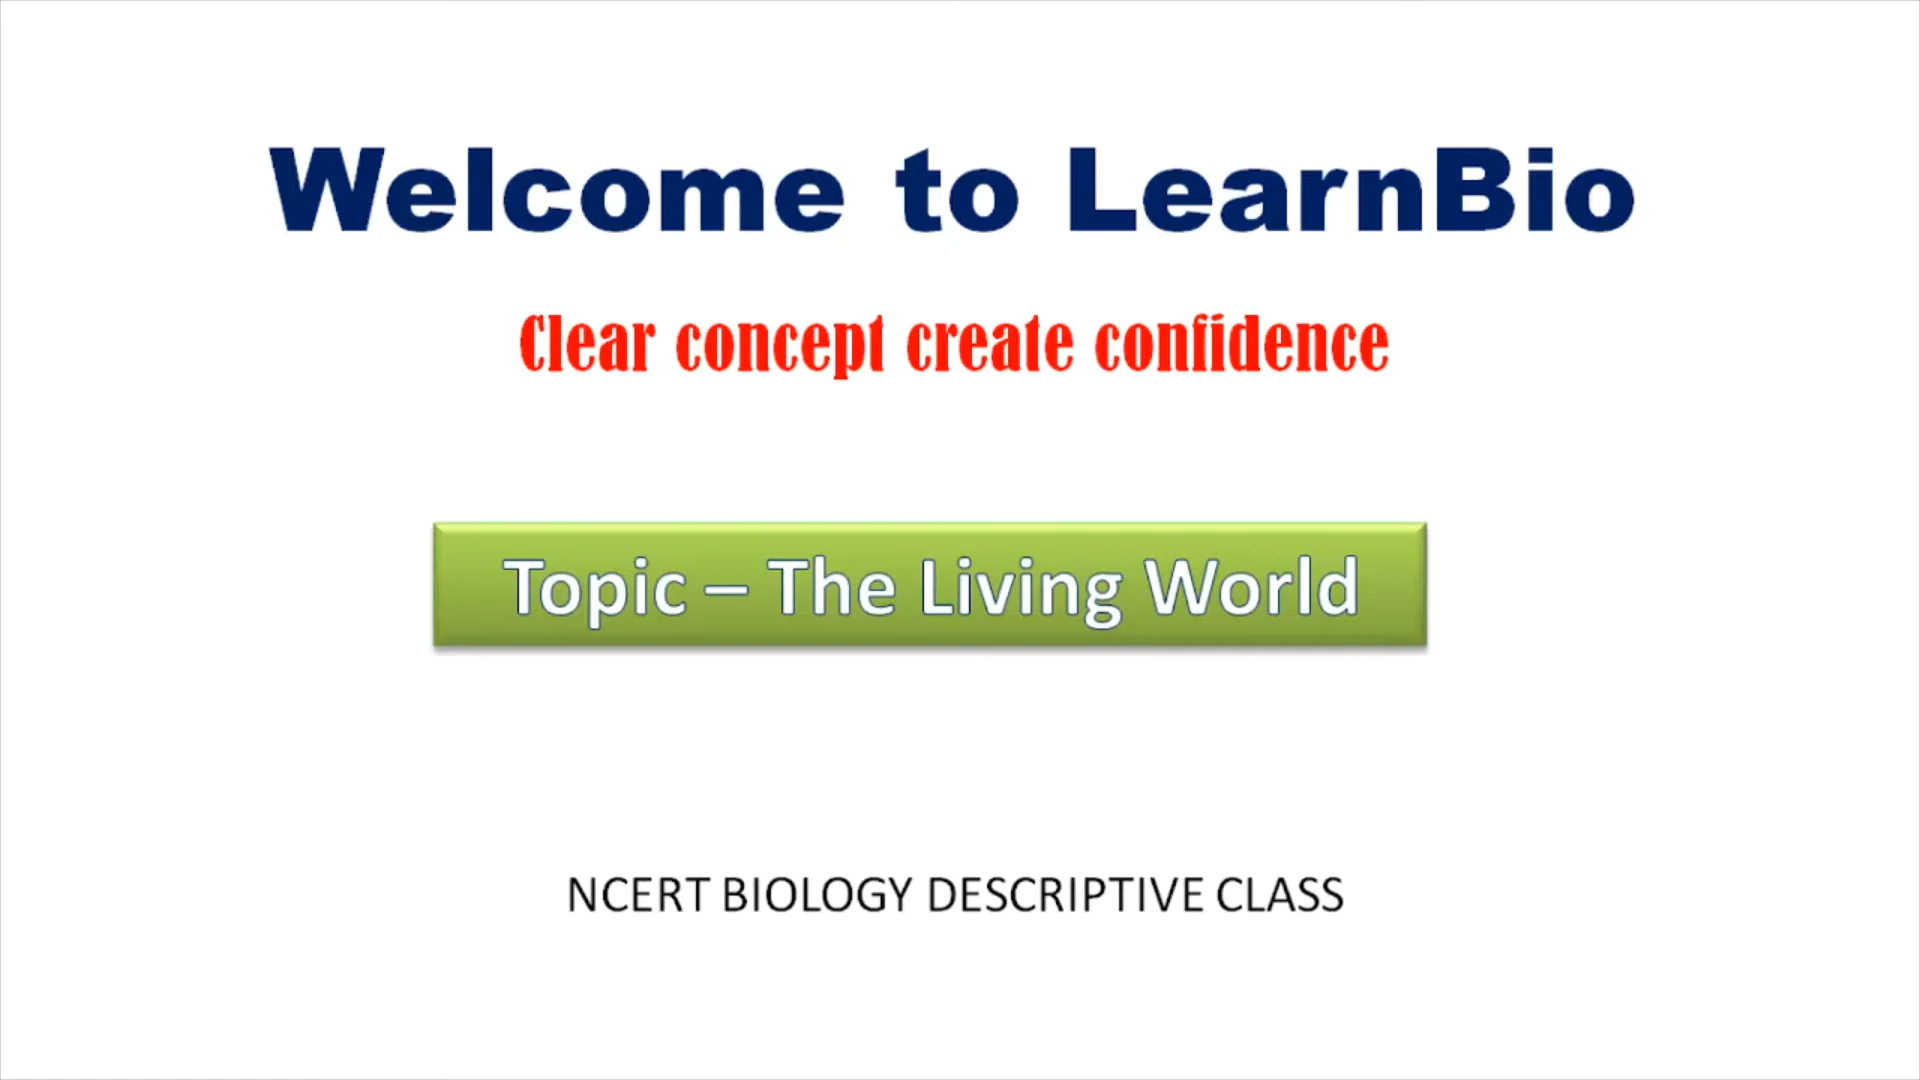 Welcome to LearnBio
Clear concept create confidence
Topic – The Living World
NCERT BIOLOGY DESCRIPTIVE CLASS